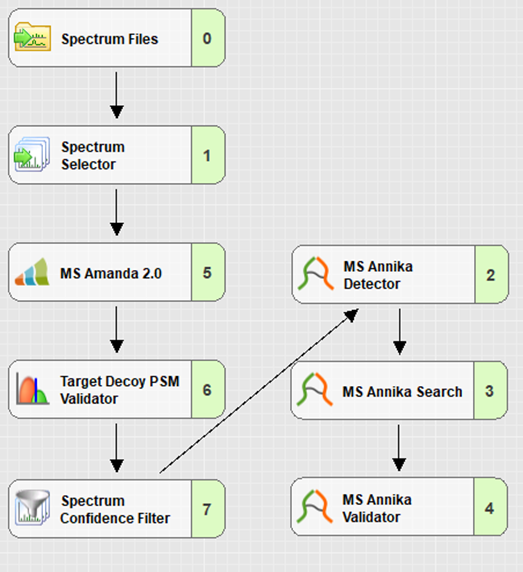 Spectrum Files
0
Spectrum
Selector
1
MS Amanda 2.0
5
Target Decoy PSM
Validator
6
Spectrum
Confidence Filter
7
MS Annika
Detector
2
MS Annika Search
3
MS Annika
Validator
4